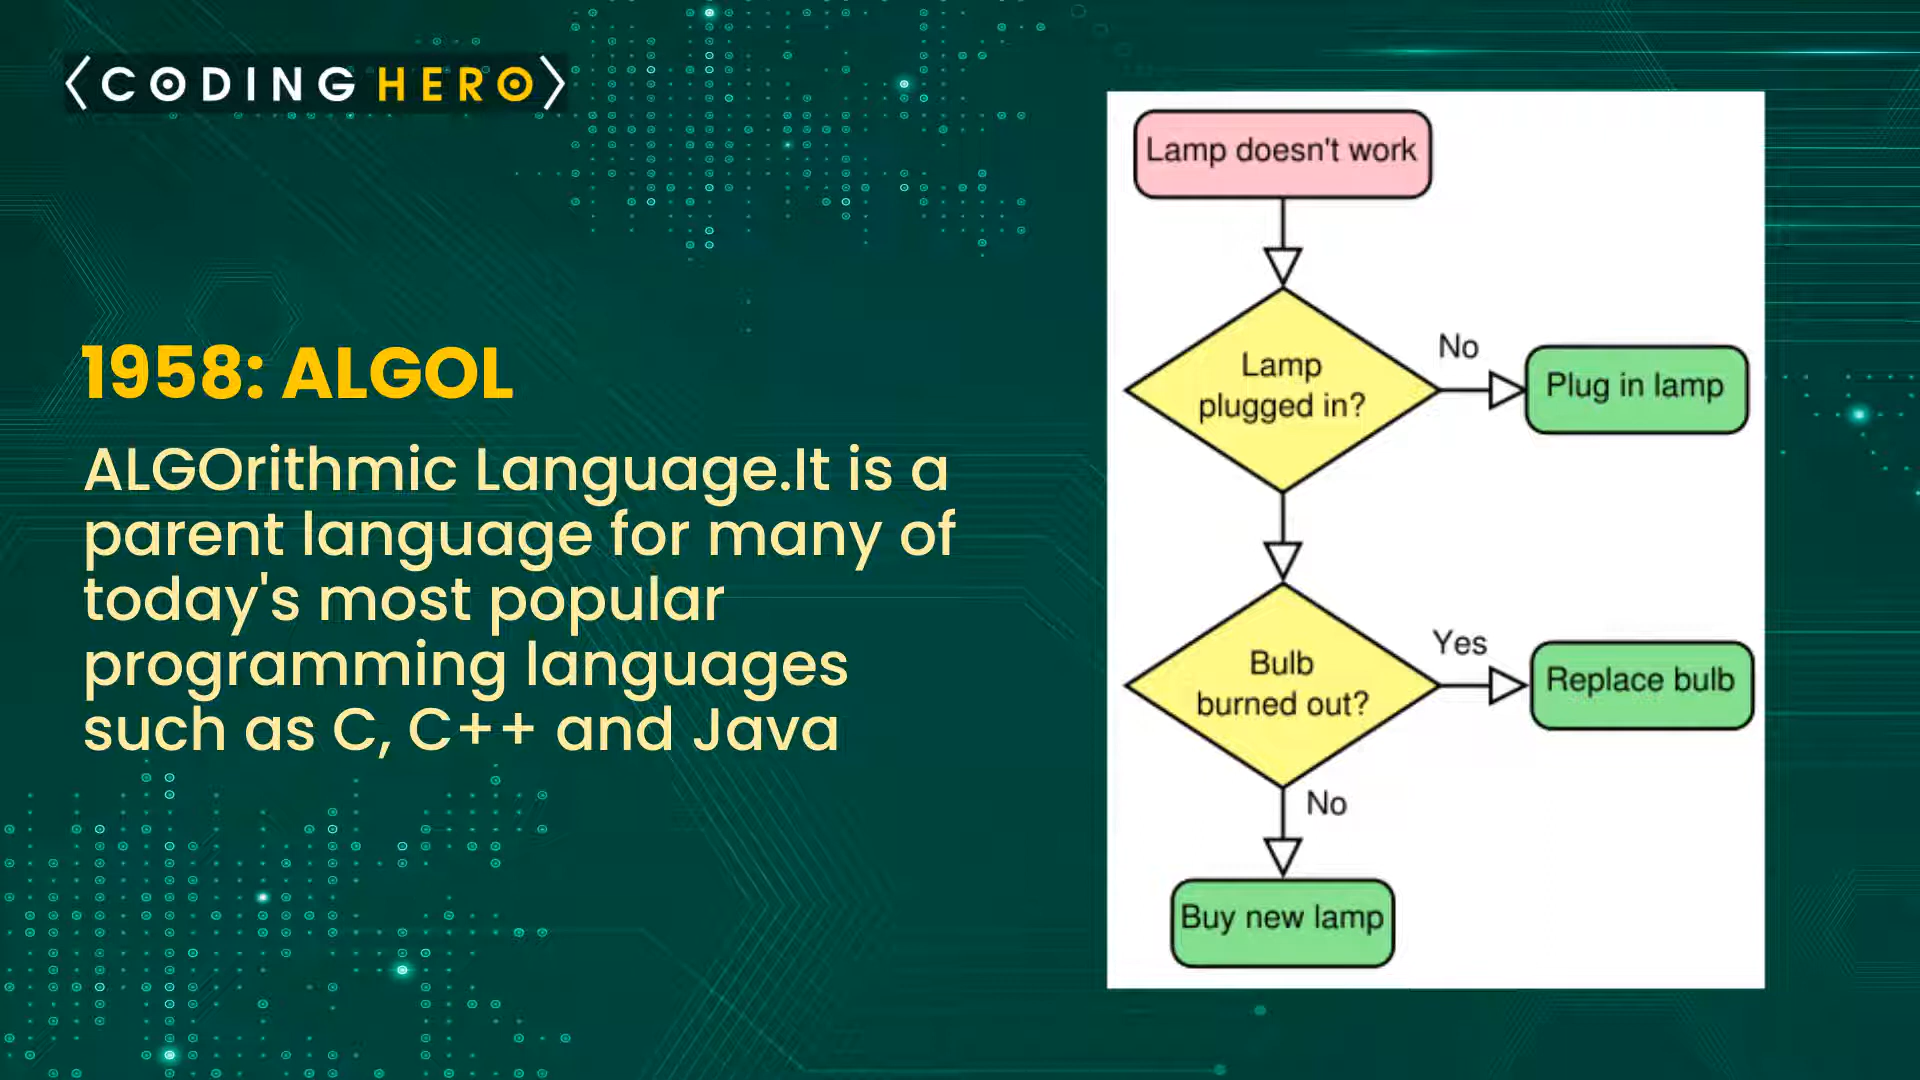 CODING HERO
1958: ALGOL
ALGOrithmic Language.It is a
parent language for many of
today's most popular
programming languages
such as C, C++ and Java
Lamp doesn't work
Lamp
plugged in?
No
Plug in lamp
Bulb
burned out?
Yes
Replace bulb
No
Buy new lamp